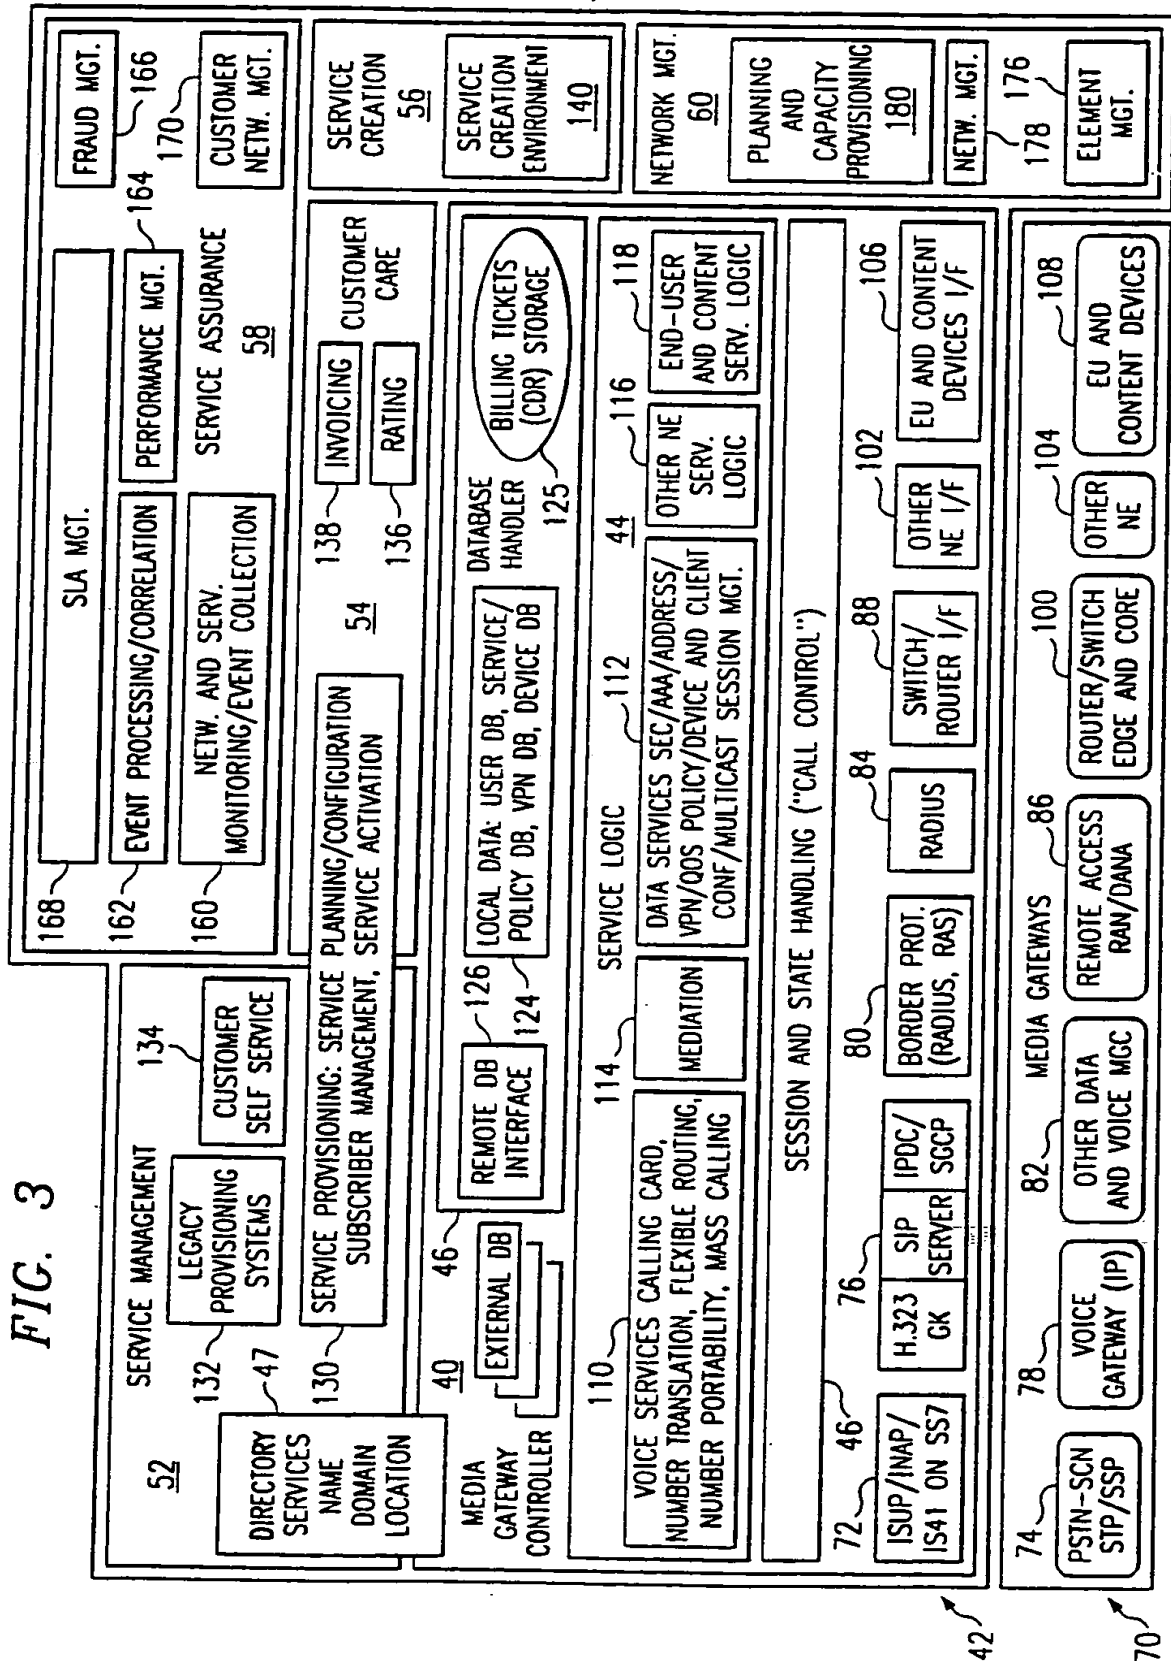 FIG. 3
SERVICE MANAGEMENT
52
LEGACY
PROVISIONING
SYSTEMS
132
CUSTOMER
SELF SERVICE
134
DIRECTORY
SERVICES
NAME
DOMAIN
LOCATION
47
130
SERVICE PROVISIONING: SERVICE PLANNING/CONFIGURATION
SUBSCRIBER MANAGEMENT, SERVICE ACTIVATION
54
138
INVOICING
136
RATING
CUSTOMER
CARE
168
SLA MGT.
162
EVENT PROCESSING/CORRELATION
160
NETW. AND SERV.
MONITORING/EVENT COLLECTION
PERFORMANCE MGT.
164
SERVICE ASSURANCE
58
FRAUD MGT.
166
170
CUSTOMER
NETW. MGT.
SERVICE
CREATION
56
SERVICE
CREATION
ENVIRONMENT
140
NETWORK MGT.
60
PLANNING
AND
CAPACITY
PROVISIONING
180
NETW. MGT.
178
176
ELEMENT
MGT.
MEDIA
GATEWAY
CONTROLLER
40
EXTERNAL DB
46
REMOTE DB
INTERFACE
126
LOCAL DATA: USER DB, SERVICE/
POLICY DB, VPN DB, DEVICE DB
124
DATABASE
HANDLER
BILLING TICKETS
(CDR) STORAGE
125
SERVICE LOGIC
44
110
VOICE SERVICES CALLING CARD,
NUMBER TRANSLATION, FLEXIBLE ROUTING,
NUMBER PORTABILITY, MASS CALLING
114
MEDIATION
112
DATA SERVICES SEC/AAA/ADDRESS/
VPN/QOS POLICY/DEVICE AND CLIENT
CONF/MULTICAST SESSION MGT.
116
OTHER NE
SERV.
LOGIC
118
END-USER
AND CONTENT
SERV. LOGIC
SESSION AND STATE HANDLING ("CALL CONTROL")
46
72
ISUP/INAP/
IS41 ON SS7
76
H.323
GK
SIP
SERVER
IPDC/
SGCP
80
BORDER PROT.
(RADIUS, RAS)
84
RADIUS
88
SWITCH/
ROUTER I/F
102
OTHER
NE I/F
106
EU AND CONTENT
DEVICES I/F
42
MEDIA GATEWAYS
74
PSTN-SCN
STP/SSP
78
VOICE
GATEWAY (IP)
82
OTHER DATA
AND VOICE MGC
86
REMOTE ACCESS
RAN/DANA
100
ROUTER/SWITCH
EDGE AND CORE
104
OTHER
NE
108
EU AND
CONTENT DEVICES
70